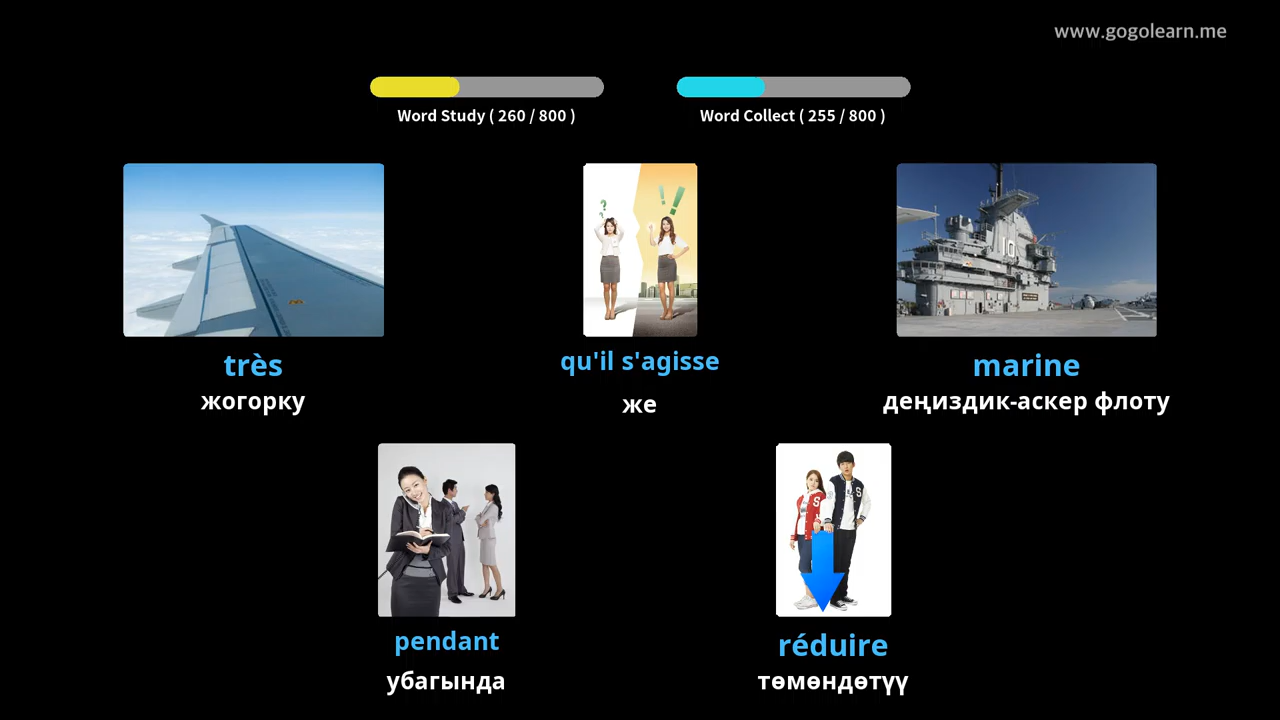 www.gogolearn.me
Word Study ( 260 / 800 )
Word Collect ( 255 / 800 )
très
жогорку
qu'il s'agisse
же
marine
деңиздик-аскер флоту
pendant
убагында
réduire
төмөндөтүү